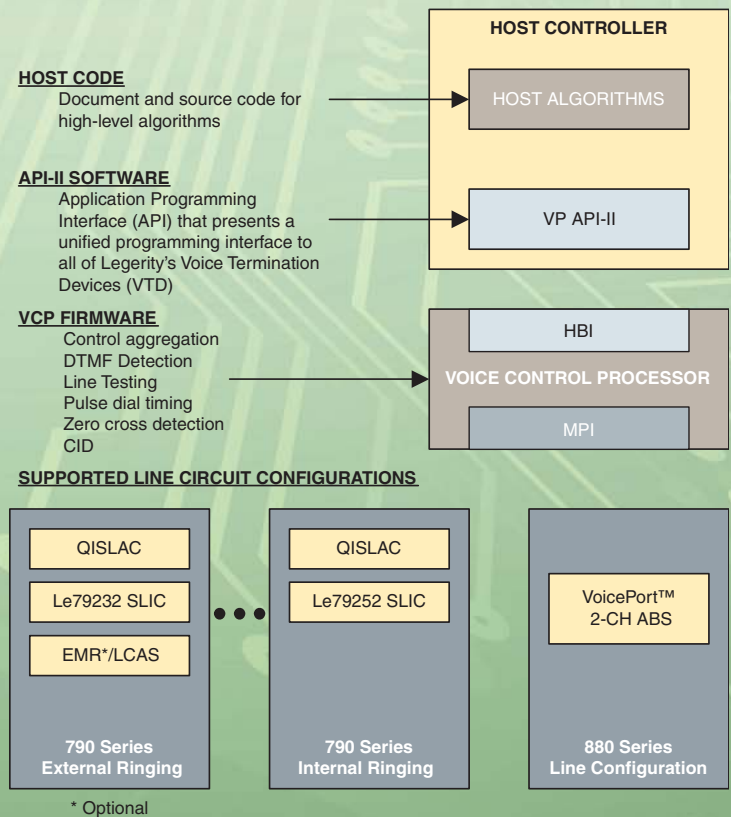 HOST CONTROLLER
HOST CODE
Document and source code for
high-level algorithms
HOST ALGORITHMS
API-II SOFTWARE
Application Programming
Interface (API) that presents a
unified programming interface to
all of Legerity's Voice Termination
Devices (VTD)
VP API-II
VCP FIRMWARE
Control aggregation
DTMF Detection
Line Testing
Pulse dial timing
Zero cross detection
CID
HBI
VOICE CONTROL PROCESSOR
MPI
SUPPORTED LINE CIRCUIT CONFIGURATIONS
QISLAC
Le79232 SLIC
EMR*/LCAS
790 Series
External Ringing
QISLAC
Le79252 SLIC
790 Series
Internal Ringing
VoicePort™
2-CH ABS
880 Series
Line Configuration
* Optional